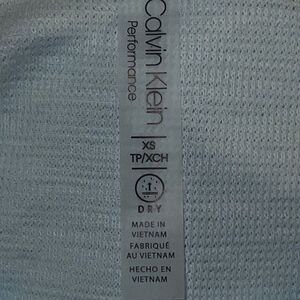 Calvin Klein
Performance
XS
TP/XCH
DRY
MADE IN
VIETNAM
FABRIQUÉ
AU VIETNAM
HECHO EN
VIETNAM